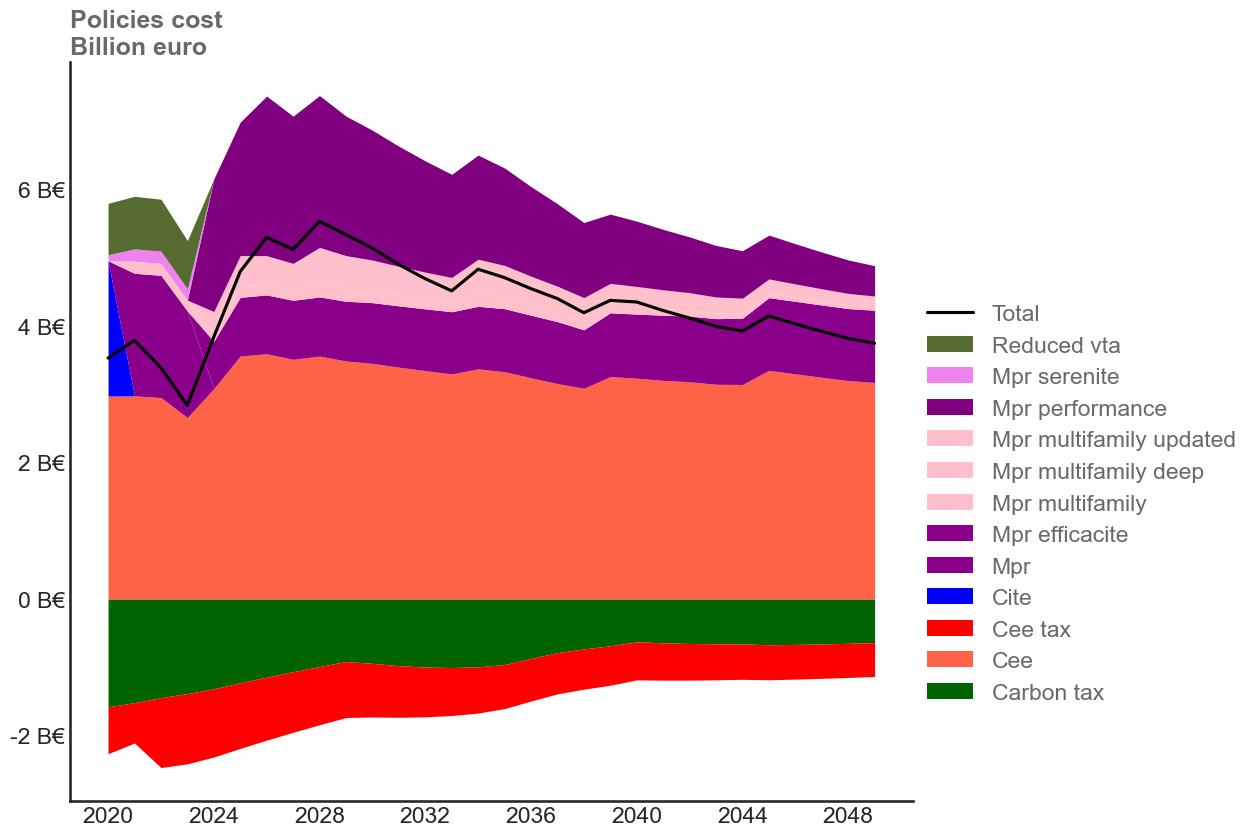 Policies cost
Billion euro
6 B€
4 B€
2 B€
0 B€
-2 B€
2020 2024 2028 2032 2036 2040 2044 2048
Total
Reduced vta
Mpr serenite
Mpr performance
Mpr multifamily updated
Mpr multifamily deep
Mpr multifamily
Mpr efficacite
Mpr
Cite
Cee tax
Cee
Carbon tax